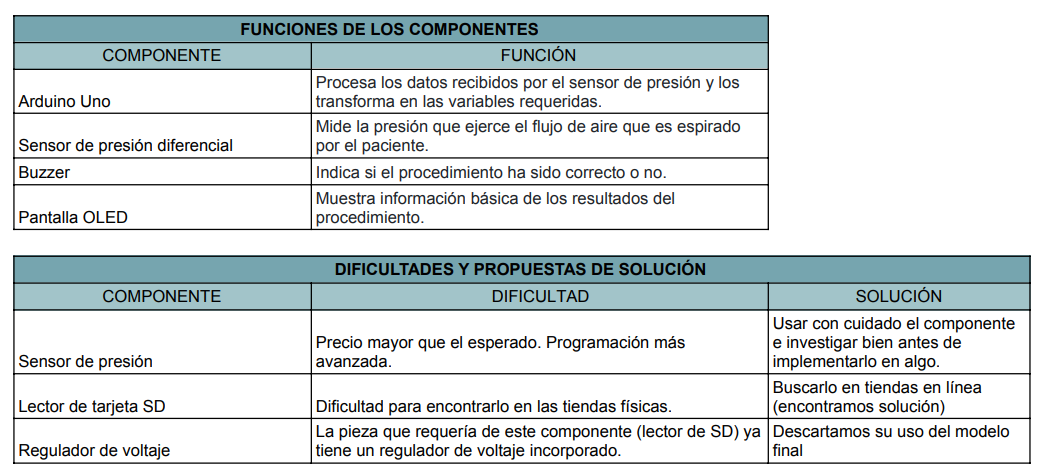 FUNCIONES DE LOS COMPONENTES
COMPONENTE FUNCIÓN
Arduino Uno
Procesa los datos recibidos por el sensor de presión y los
transforma en las variables requeridas.
Sensor de presión diferencial
Mide la presión que ejerce el flujo de aire que es espirado
por el paciente.
Buzzer
Indica si el procedimiento ha sido correcto o no.
Pantalla OLED
Muestra información básica de los resultados del
procedimiento.
DIFICULTADES Y PROPUESTAS DE SOLUCIÓN
COMPONENTE DIFICULTAD SOLUCIÓN
Sensor de presión
Precio mayor que el esperado. Programación más
avanzada.
Usar con cuidado el componente
e investigar bien antes de
implementarlo en algo.
Lector de tarjeta SD
Dificultad para encontrarlo en las tiendas físicas.
Buscarlo en tiendas en línea
(encontramos solución)
Regulador de voltaje
La pieza que requería de este componente (lector de SD) ya
tiene un regulador de voltaje incorporado.
Descartamos su uso del modelo
final